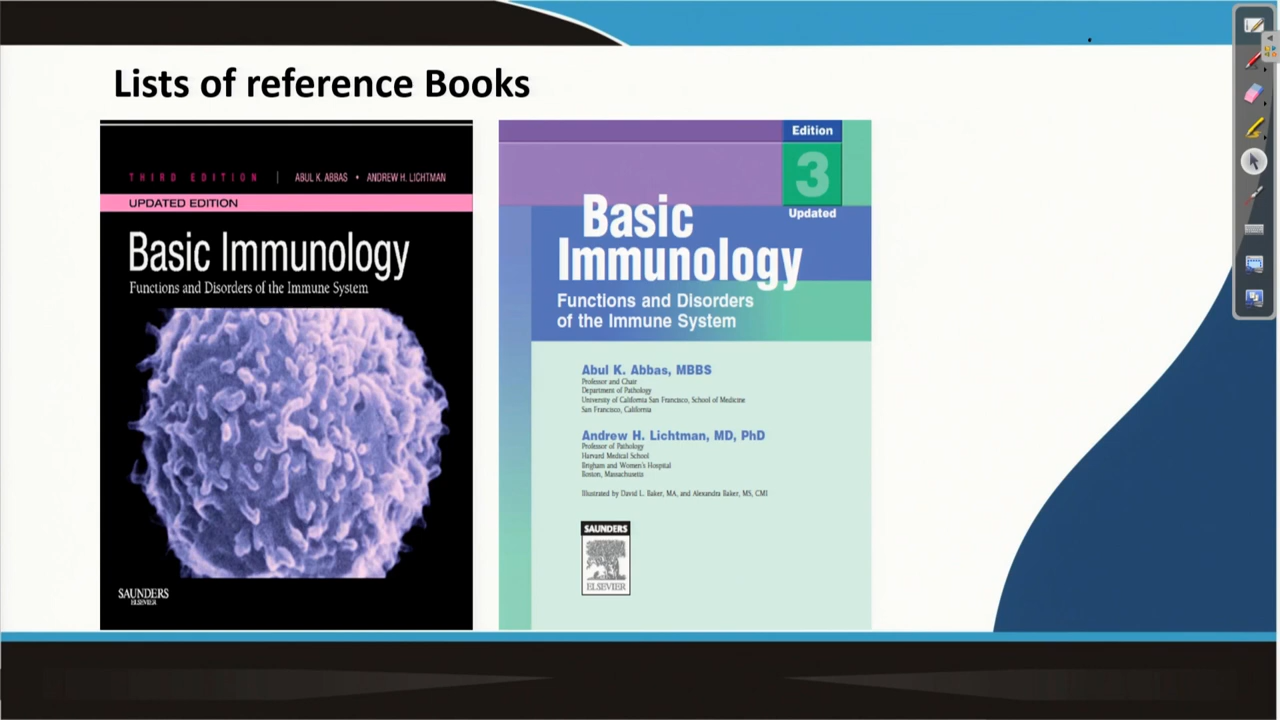 Lists of reference Books
THIRD EDITION | ABUL K. ABBAS • ANDREW H. LICHTMAN
UPDATED EDITION
Basic Immunology
Functions and Disorders of the Immune System
SAUNDERS
ELSEVIER
Edition
3
Updated
Basic
Immunology
Functions and Disorders
of the Immune System
Abul K. Abbas, MBBS
Professor and Chair
Department of Pathology
University of California San Francisco, School of Medicine
San Francisco, California
Andrew H. Lichtman, MD, PhD
Professor of Pathology
Harvard Medical School
Brigham and Women's Hospital
Boston, Massachusetts
Illustrated by David L. Baker, MA, and Alexandra Baker, MS, CMI
SAUNDERS
ELSEVIER